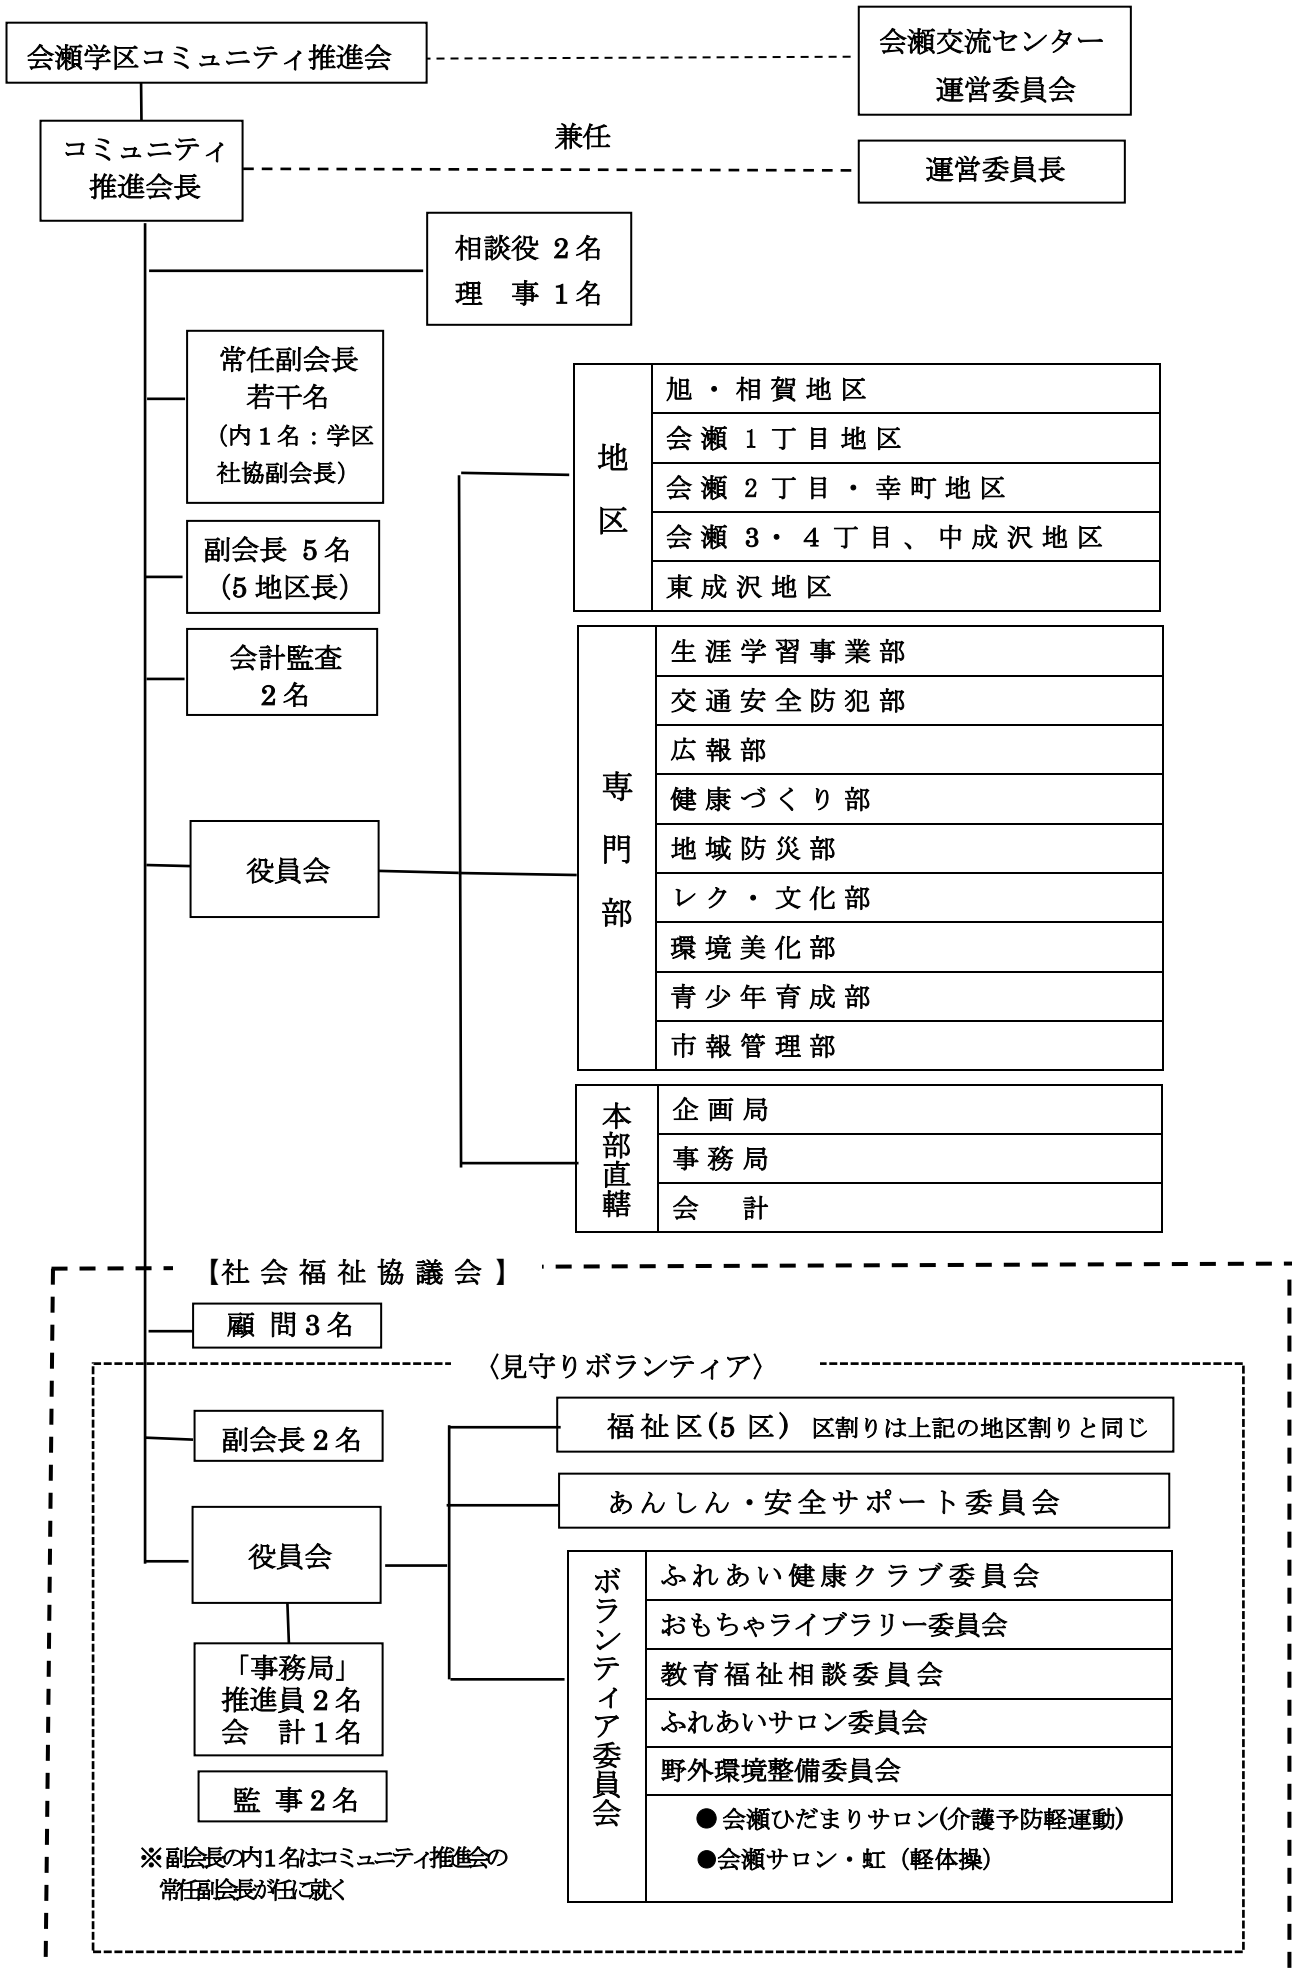 会瀬学区コミュニティ推進会
会瀬交流センター
運営委員会
コミュニティ
推進会長
兼任
運営委員長
相談役 2名
理　事 1名
常任副会長
若干名
（内1名：学区
社協副会長）
副会長 5名
（5地区長）
会計監査
2名
役員会
地区
旭・相賀地区
会瀬1丁目地区
会瀬2丁目・幸町地区
会瀬3・4丁目、中成沢地区
東成沢地区
専門部
生涯学習事業部
交通安全防犯部
広報部
健康づくり部
地域防災部
レク・文化部
環境美化部
青少年育成部
市報管理部
本部直轄
企画局
事務局
会　計
【社会福祉協議会】
顧 問3名
〈見守りボランティア〉
副会長2名
役員会
「事務局」
推進員2名
会　計1名
監 事2名
※副会長の内1名はコミュニティ推進会の
常任副会長が任に就く
福祉区(5区) 区割りは上記の地区割りと同じ
あんしん・安全サポート委員会
ボランティア委員会
ふれあい健康クラブ委員会
おもちゃライブラリー委員会
教育福祉相談委員会
ふれあいサロン委員会
野外環境整備委員会
●会瀬ひだまりサロン(介護予防軽運動)
●会瀬サロン・虹（軽体操）